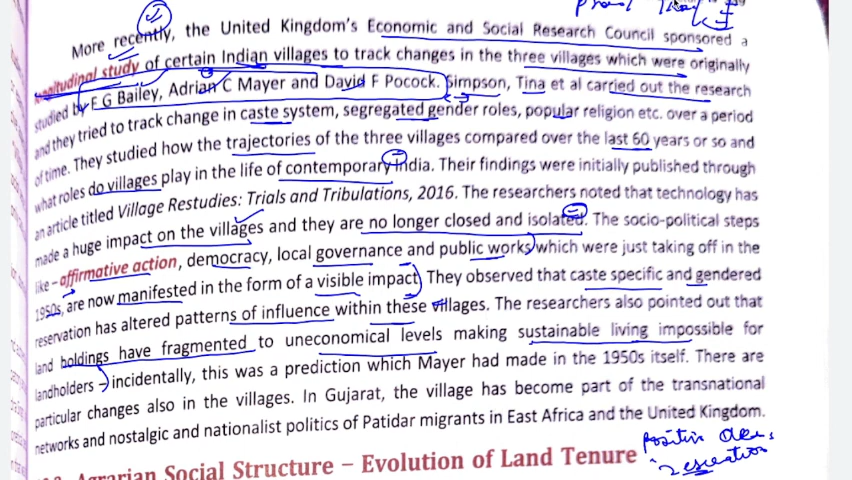 More recently, the United Kingdom's Economic and Social Research Council sponsored a
longitudinal study of certain Indian villages to track changes in the three villages which were originally
studied by F G Bailey, Adrian C Mayer and David F Pocock. Simpson, Tina et al carried out the research
and they tried to track change in caste system, segregated gender roles, popular religion etc. over a period
of time. They studied how the trajectories of the three villages compared over the last 60 years or so and
what roles do villages play in the life of contemporary India. Their findings were initially published through
an article titled Village Restudies: Trials and Tribulations, 2016. The researchers noted that technology has
made a huge impact on the villages and they are no longer closed and isolated. The socio-political steps
like – affirmative action, democracy, local governance and public works which were just taking off in the
1950s, are now manifested in the form of a visible impact. They observed that caste specific and gendered
reservation has altered patterns of influence within these villages. The researchers also pointed out that
land holdings have fragmented to uneconomical levels making sustainable living impossible for
landholders – incidentally, this was a prediction which Mayer had made in the 1950s itself. There are
particular changes also in the villages. In Gujarat, the village has become part of the transnational
networks and nostalgic and nationalist politics of Patidar migrants in East Africa and the United Kingdom.
Agrarian Social Structure – Evolution of Land Tenure